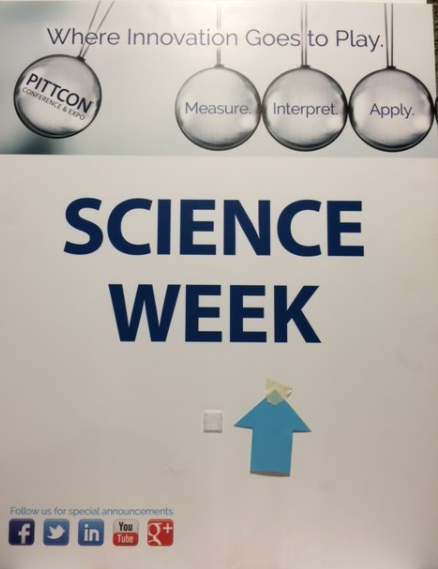 Where Innovation Goes to Play.
PITTCON
CONFERENCE & EXPO
Measure. Interpret. Apply.
SCIENCE
WEEK
Follow us for special announcements
f in You Tube g+